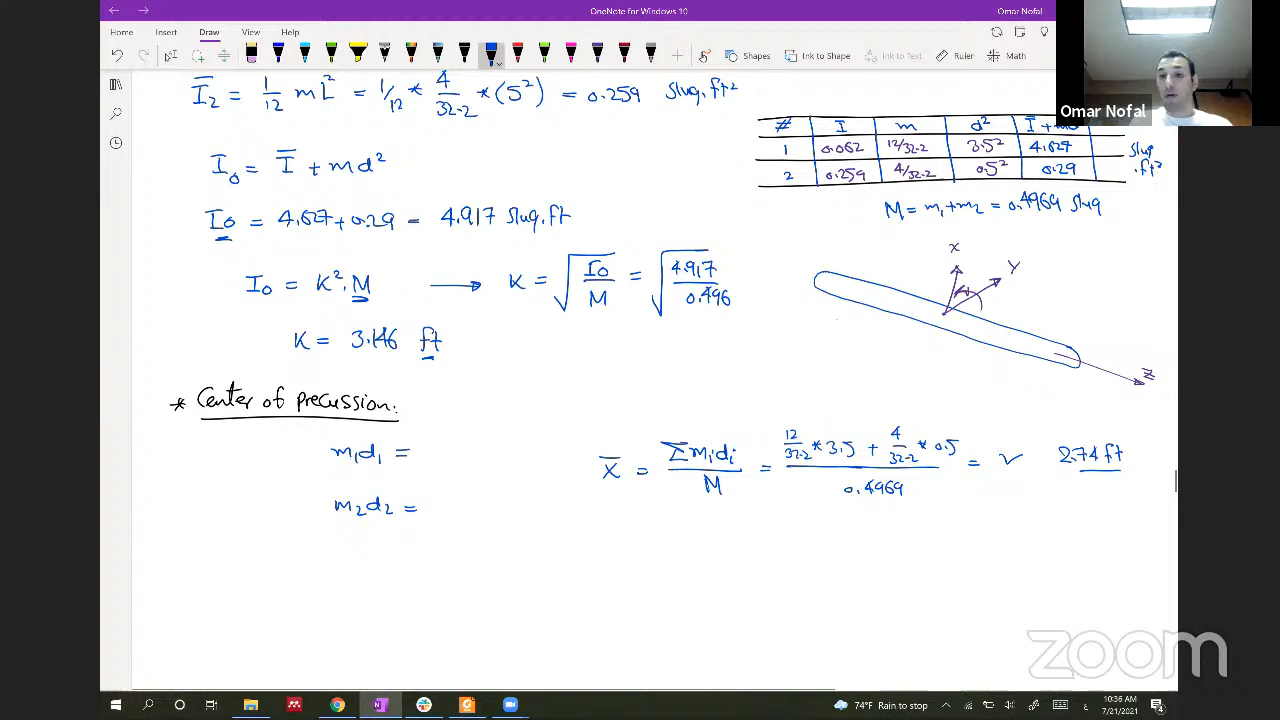 OneNote for Windows 10
Omar Nofal
Home Insert Draw View Help
Shapes Ink to Shape Ink to Text Ruler Math
Omar Nofal
Ī₂ = 1/12 mL² = 1/12 * 4/32.2 * (5²) = 0.259 Slug.ft²
# I m d² Ī + md
1 0.062 12/32.2 3.5² 4.627
2 0.259 4/32.2 0.5² 0.29
Slug.ft²
M = m₁+m₂ = 0.4969 Slug
I₀ = Ī + md²
I₀ = 4.627+0.29 = 4.917 Slug.ft
I₀ = K².M → K = √(I₀/M) = √(4.917/0.496)
K = 3.146 ft
X
Y
Z
* Center of precussion:
m₁d₁ =
m₂d₂ =
X̄ = Σmᵢdᵢ/M = (12/32.2 * 3.5 + 4/32.2 * 0.5)/0.4969 = ✓ 2.74 ft
zoom
74°F Rain to stop
10:36 AM
7/21/2021